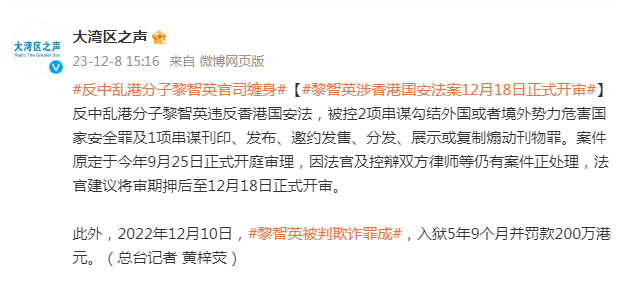 大湾区之声
Radio The Greater Bay
大湾区之声
23-12-8 15:16 来自 微博网页版
#反中乱港分子黎智英官司缠身#【#黎智英涉香港国安法案12月18日正式开审#】
反中乱港分子黎智英违反香港国安法，被控2项串谋勾结外国或者境外势力危害国
家安全罪及1项串谋刊印、发布、邀约发售、分发、展示或复制煽动刊物罪。案件
原定于今年9月25日正式开庭审理，因法官及控辩双方律师等仍有案件正处理，法
官建议将审期押后至12月18日正式开审。
此外，2022年12月10日，#黎智英被判欺诈罪成#，入狱5年9个月并罚款200万港
元。（总台记者 黄梓荧）